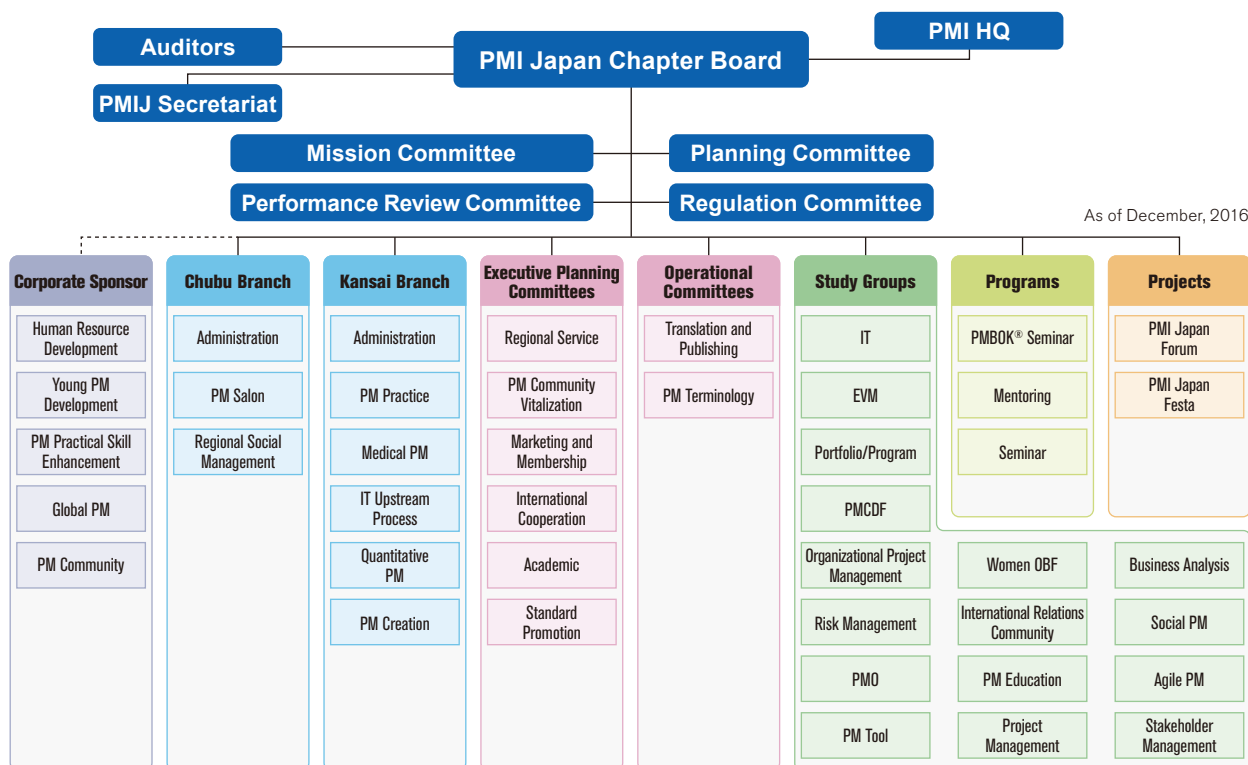 Auditors
PMI Japan Chapter Board
PMI HQ
PMIJ Secretariat
Mission Committee
Planning Committee
Performance Review Committee
Regulation Committee
As of December, 2016
Corporate Sponsor
Human Resource
Development
Young PM
Development
PM Practical Skill
Enhancement
Global PM
PM Community
Chubu Branch
Administration
PM Salon
Regional Social
Management
Kansai Branch
Administration
PM Practice
Medical PM
IT Upstream
Process
Quantitative
PM
PM Creation
Executive Planning
Committees
Regional Service
PM Community
Vitalization
Marketing and
Membership
International
Cooperation
Academic
Standard
Promotion
Operational
Committees
Translation and
Publishing
PM Terminology
Study Groups
IT
EVM
Portfolio/Program
PMCDF
Organizational Project
Management
Risk Management
PMO
PM Tool
Programs
PMBOK® Seminar
Mentoring
Seminar
Women OBF
International Relations
Community
PM Education
Project
Management
Projects
PMI Japan
Forum
PMI Japan
Festa
Business Analysis
Social PM
Agile PM
Stakeholder
Management